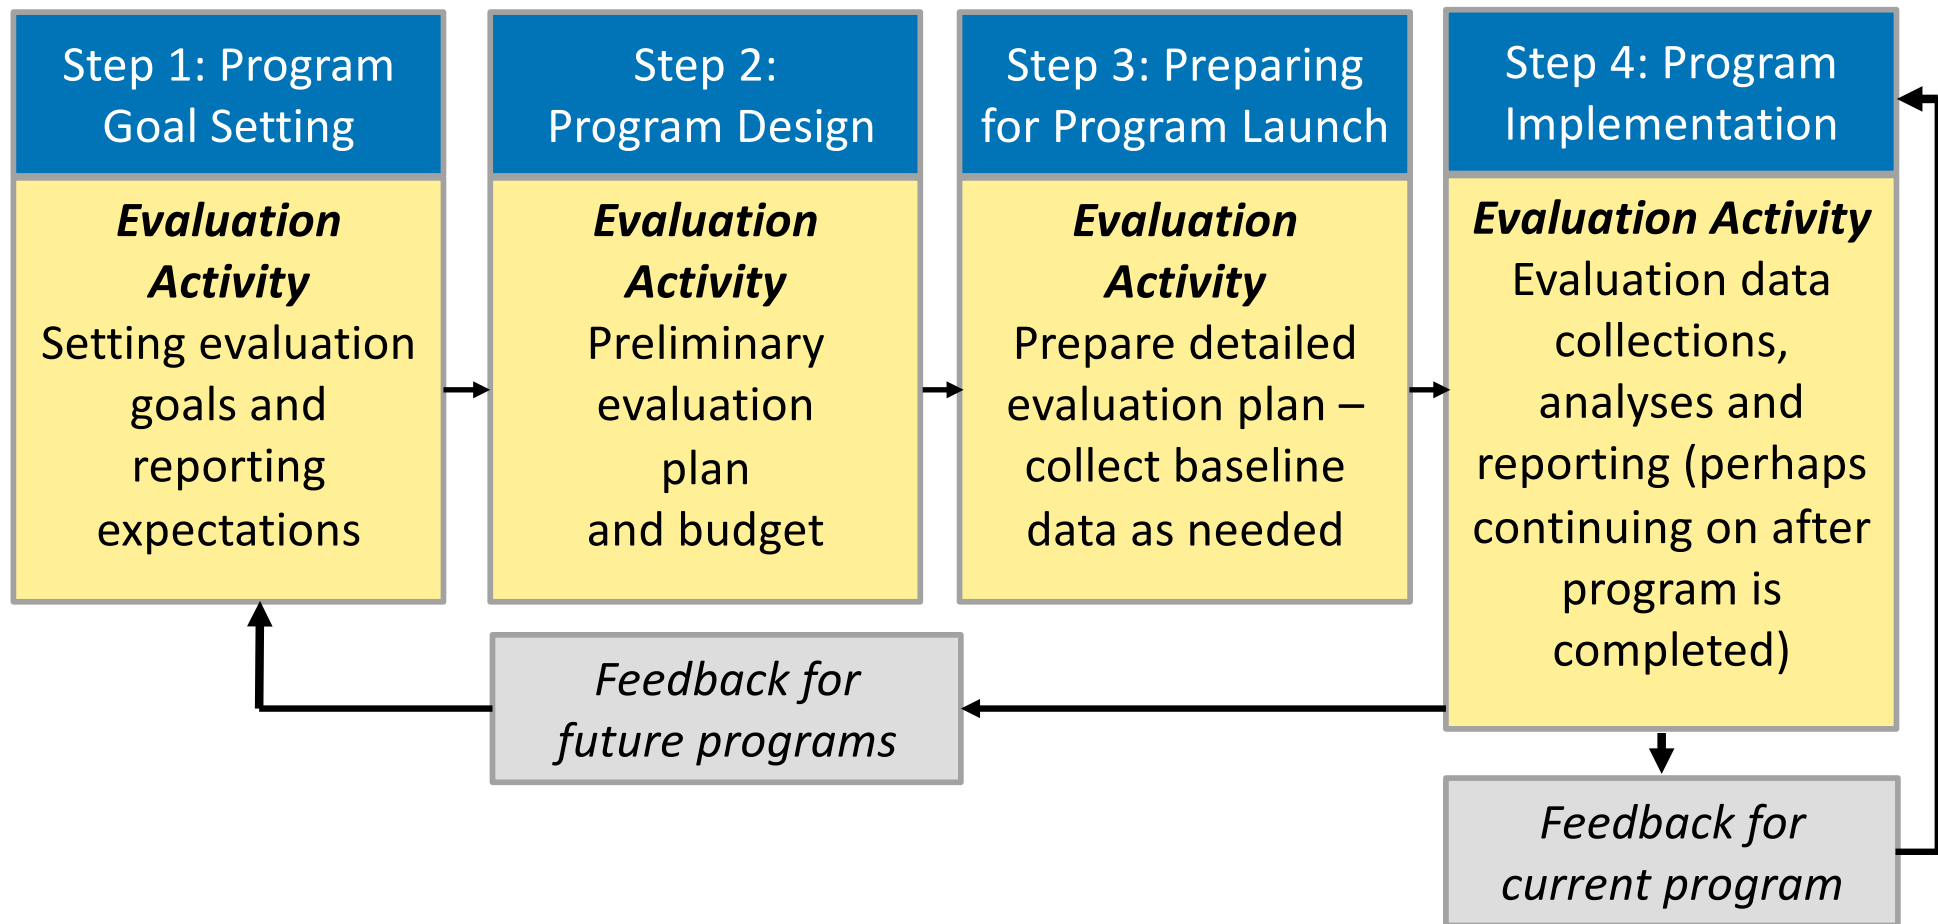 Step 1: Program
Goal Setting
Evaluation
Activity
Setting evaluation
goals and
reporting
expectations
Step 2:
Program Design
Evaluation
Activity
Preliminary
evaluation
plan
and budget
Step 3: Preparing
for Program Launch
Evaluation
Activity
Prepare detailed
evaluation plan –
collect baseline
data as needed
Step 4: Program
Implementation
Evaluation Activity
Evaluation data
collections,
analyses and
reporting (perhaps
continuing on after
program is
completed)
Feedback for
future programs
Feedback for
current program